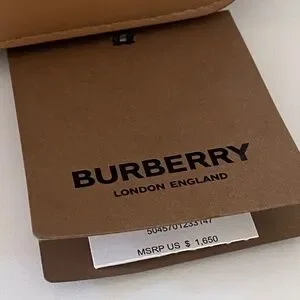 BURBERRY
LONDON ENGLAND
5045701233147
MSRP US $ 1,650